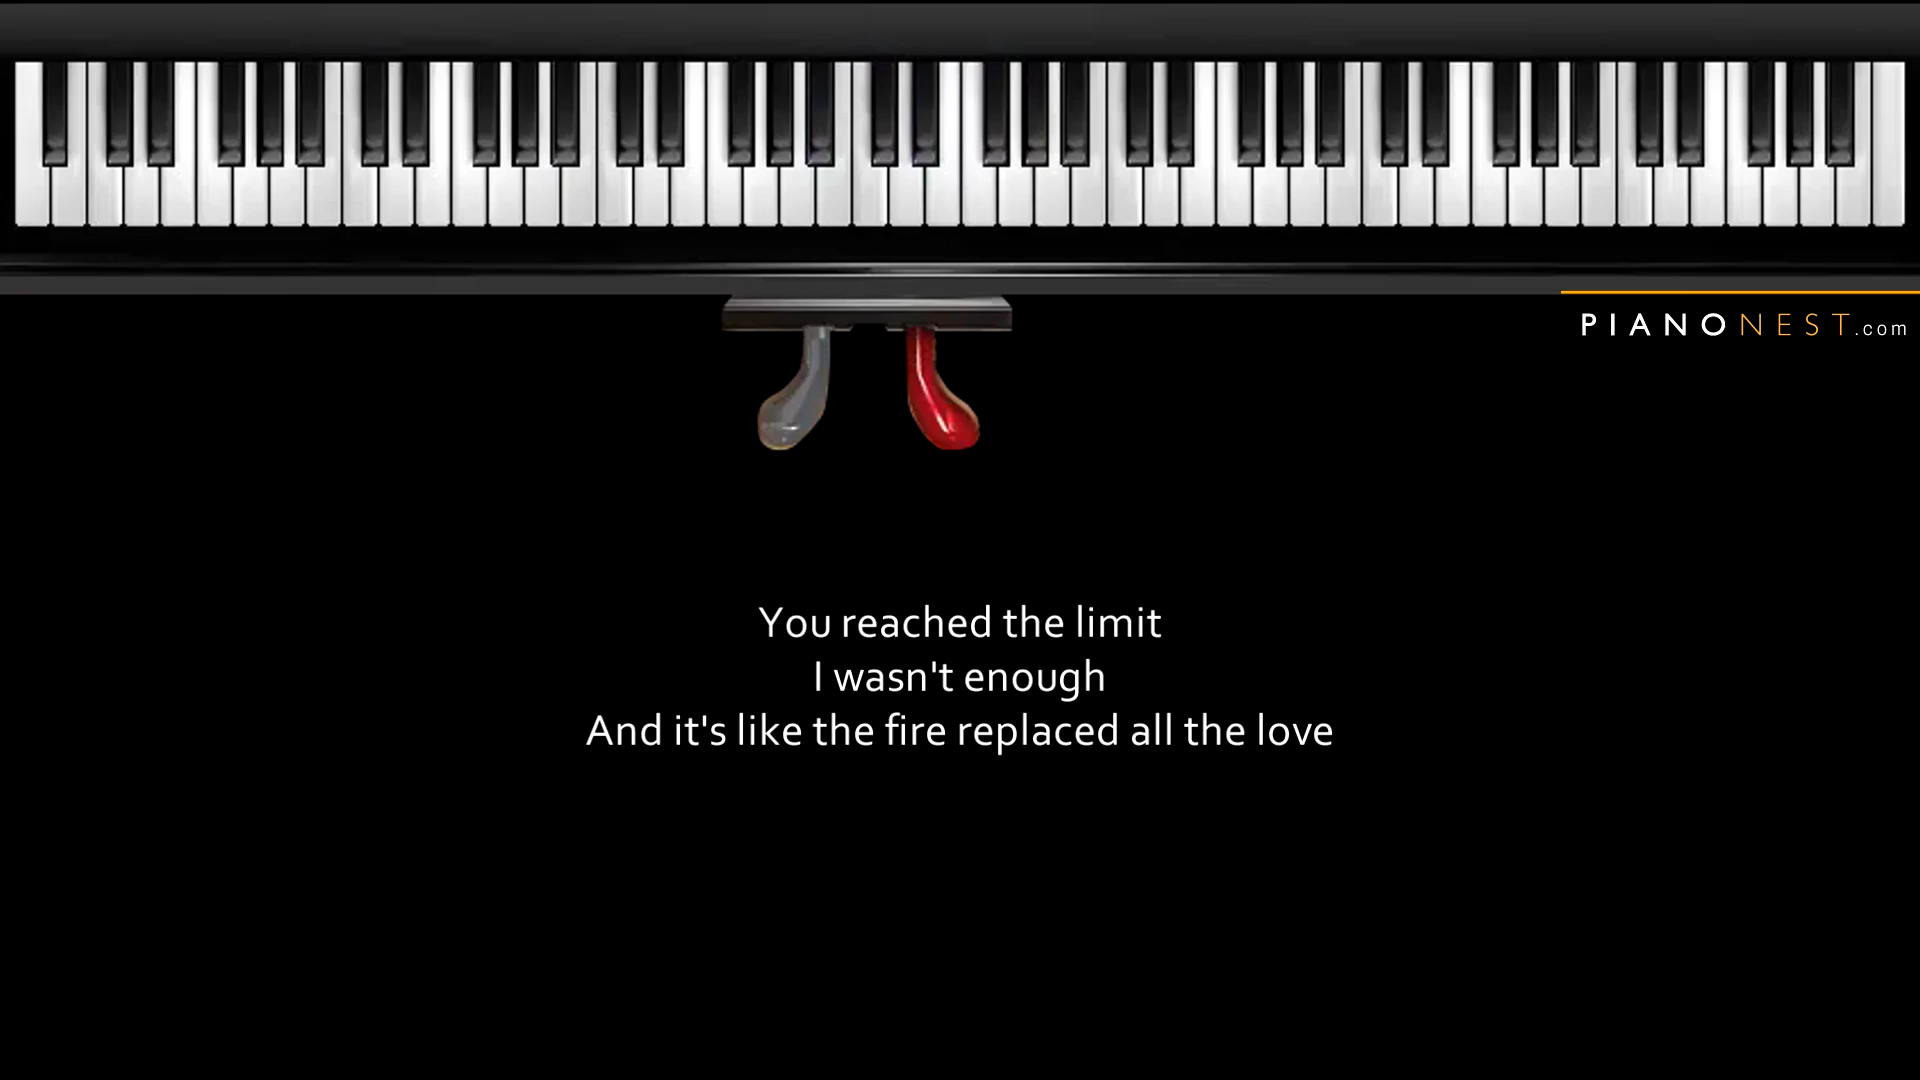 PIANONEST.com
You reached the limit
I wasn't enough
And it's like the fire replaced all the love